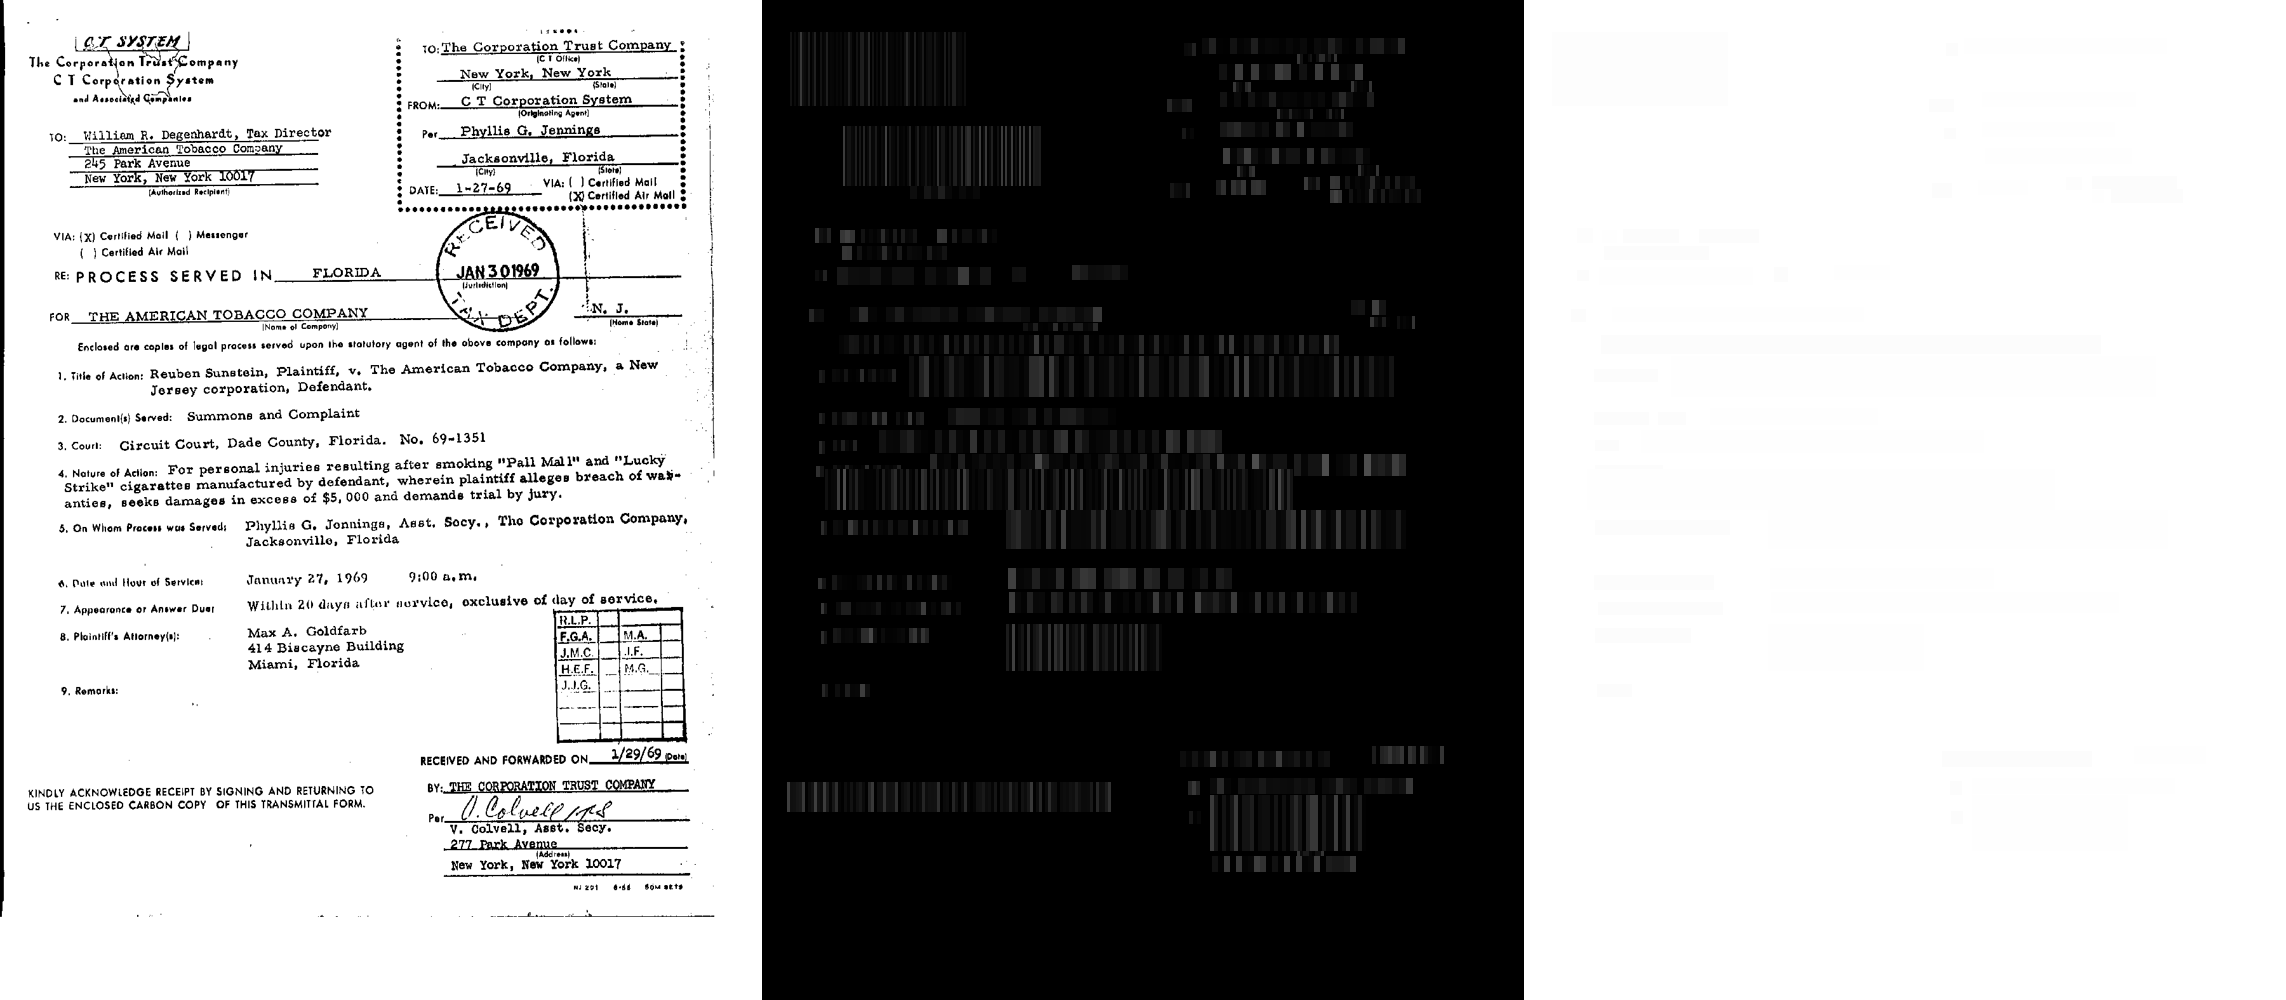 C T SYSTEM
The Corporation Trust Company
C T Corporation System
and Associated Companies
TO: The Corporation Trust Company
(C T Office)
New York, New York
(City) (State)
FROM: C T Corporation System
(Originating Agent)
Per Phyllis G. Jennings
Jacksonville, Florida
(City) (State)
DATE: 1-27-69 VIA: ( ) Certified Mail
(X) Certified Air Mail
TO: William R. Degenhardt, Tax Director
The American Tobacco Company
245 Park Avenue
New York, New York 10017
(Authorized Recipient)
VIA: (X) Certified Mail ( ) Messenger
( ) Certified Air Mail
RECEIVED
JAN 30 1969
TAX DEPT.
RE: PROCESS SERVED IN FLORIDA
(Jurisdiction)
FOR THE AMERICAN TOBACCO COMPANY N. J.
(Name of Company) (Home State)
Enclosed are copies of legal process served upon the statutory agent of the above company as follows:
1. Title of Action: Reuben Sunstein, Plaintiff, v. The American Tobacco Company, a New
Jersey corporation, Defendant.
2. Document(s) Served: Summons and Complaint
3. Court: Circuit Court, Dade County, Florida. No. 69-1351
4. Nature of Action: For personal injuries resulting after smoking "Pall Mall" and "Lucky
Strike" cigarattes manufactured by defendant, wherein plaintiff alleges breach of war-
anties, seeks damages in excess of $5,000 and demands trial by jury.
5. On Whom Process was Served: Phyllis G. Jennings, Asst. Secy., The Corporation Company,
Jacksonville, Florida
6. Date and Hour of Service: January 27, 1969 9:00 a.m.
7. Appearance or Answer Due: Within 20 days after service, exclusive of day of service.
8. Plaintiff's Attorney(s): Max A. Goldfarb
414 Biscayne Building
Miami, Florida
9. Remarks:
R.L.P.
F.G.A. M.A.
J.M.C. J.F.
H.E.F. M.G.
J.J.G.
RECEIVED AND FORWARDED ON 1/29/69 (Date)
KINDLY ACKNOWLEDGE RECEIPT BY SIGNING AND RETURNING TO
US THE ENCLOSED CARBON COPY OF THIS TRANSMITTAL FORM.
BY: THE CORPORATION TRUST COMPANY
Per V. Colvell
V. Colvell, Asst. Secy.
277 Park Avenue
(Address)
New York, New York 10017
NJ 201 6-66 50M SETS